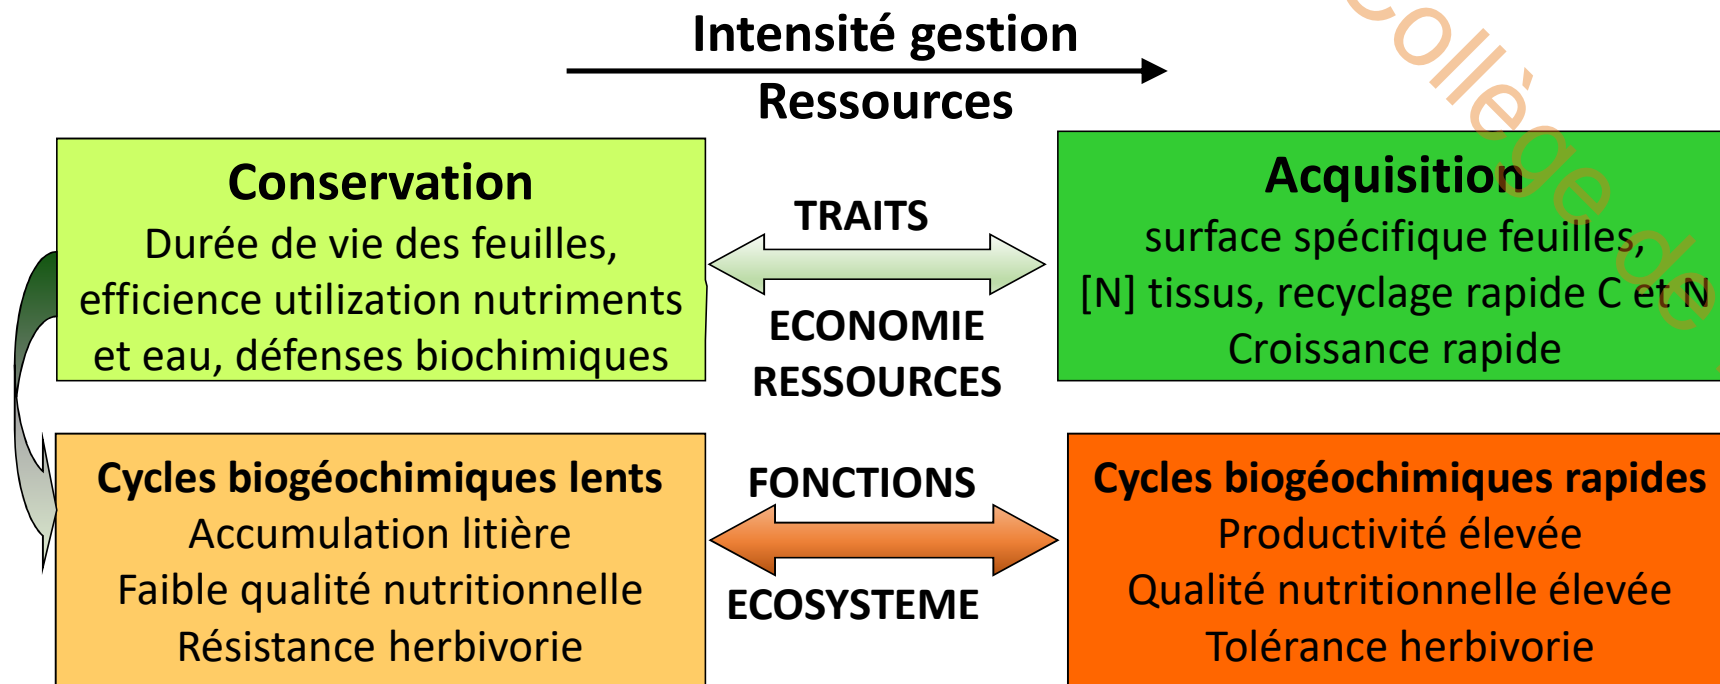 Intensité gestion
Ressources
Conservation
Durée de vie des feuilles,
efficience utilization nutriments
et eau, défenses biochimiques
TRAITS
ECONOMIE
RESSOURCES
Acquisition
surface spécifique feuilles,
[N] tissus, recyclage rapide C et N
Croissance rapide
Cycles biogéochimiques lents
Accumulation litière
Faible qualité nutritionnelle
Résistance herbivorie
FONCTIONS
ECOSYSTEME
Cycles biogéochimiques rapides
Productivité élevée
Qualité nutritionnelle élevée
Tolérance herbivorie
Collège de